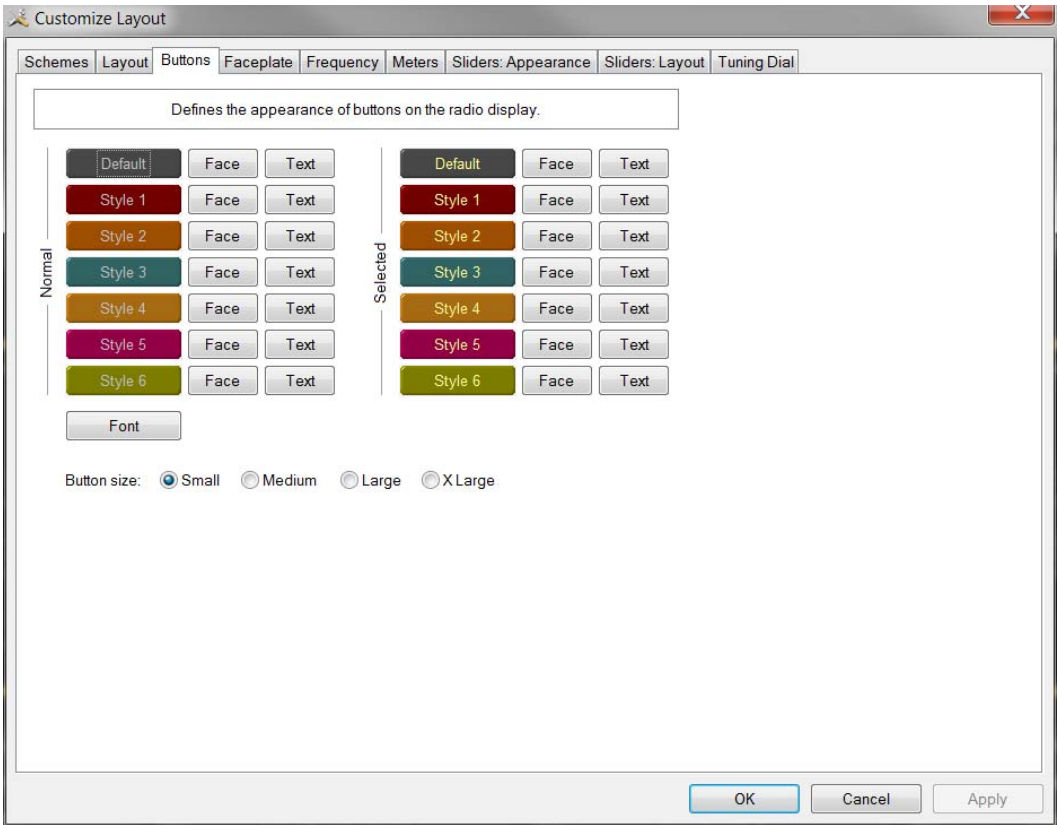 Customize Layout
X
Schemes Layout Buttons Faceplate Frequency Meters Sliders: Appearance Sliders: Layout Tuning Dial
Defines the appearance of buttons on the radio display.
Normal
Default Face Text
Style 1 Face Text
Style 2 Face Text
Style 3 Face Text
Style 4 Face Text
Style 5 Face Text
Style 6 Face Text
Selected
Default Face Text
Style 1 Face Text
Style 2 Face Text
Style 3 Face Text
Style 4 Face Text
Style 5 Face Text
Style 6 Face Text
Font
Button size: Small Medium Large X Large
OK Cancel Apply